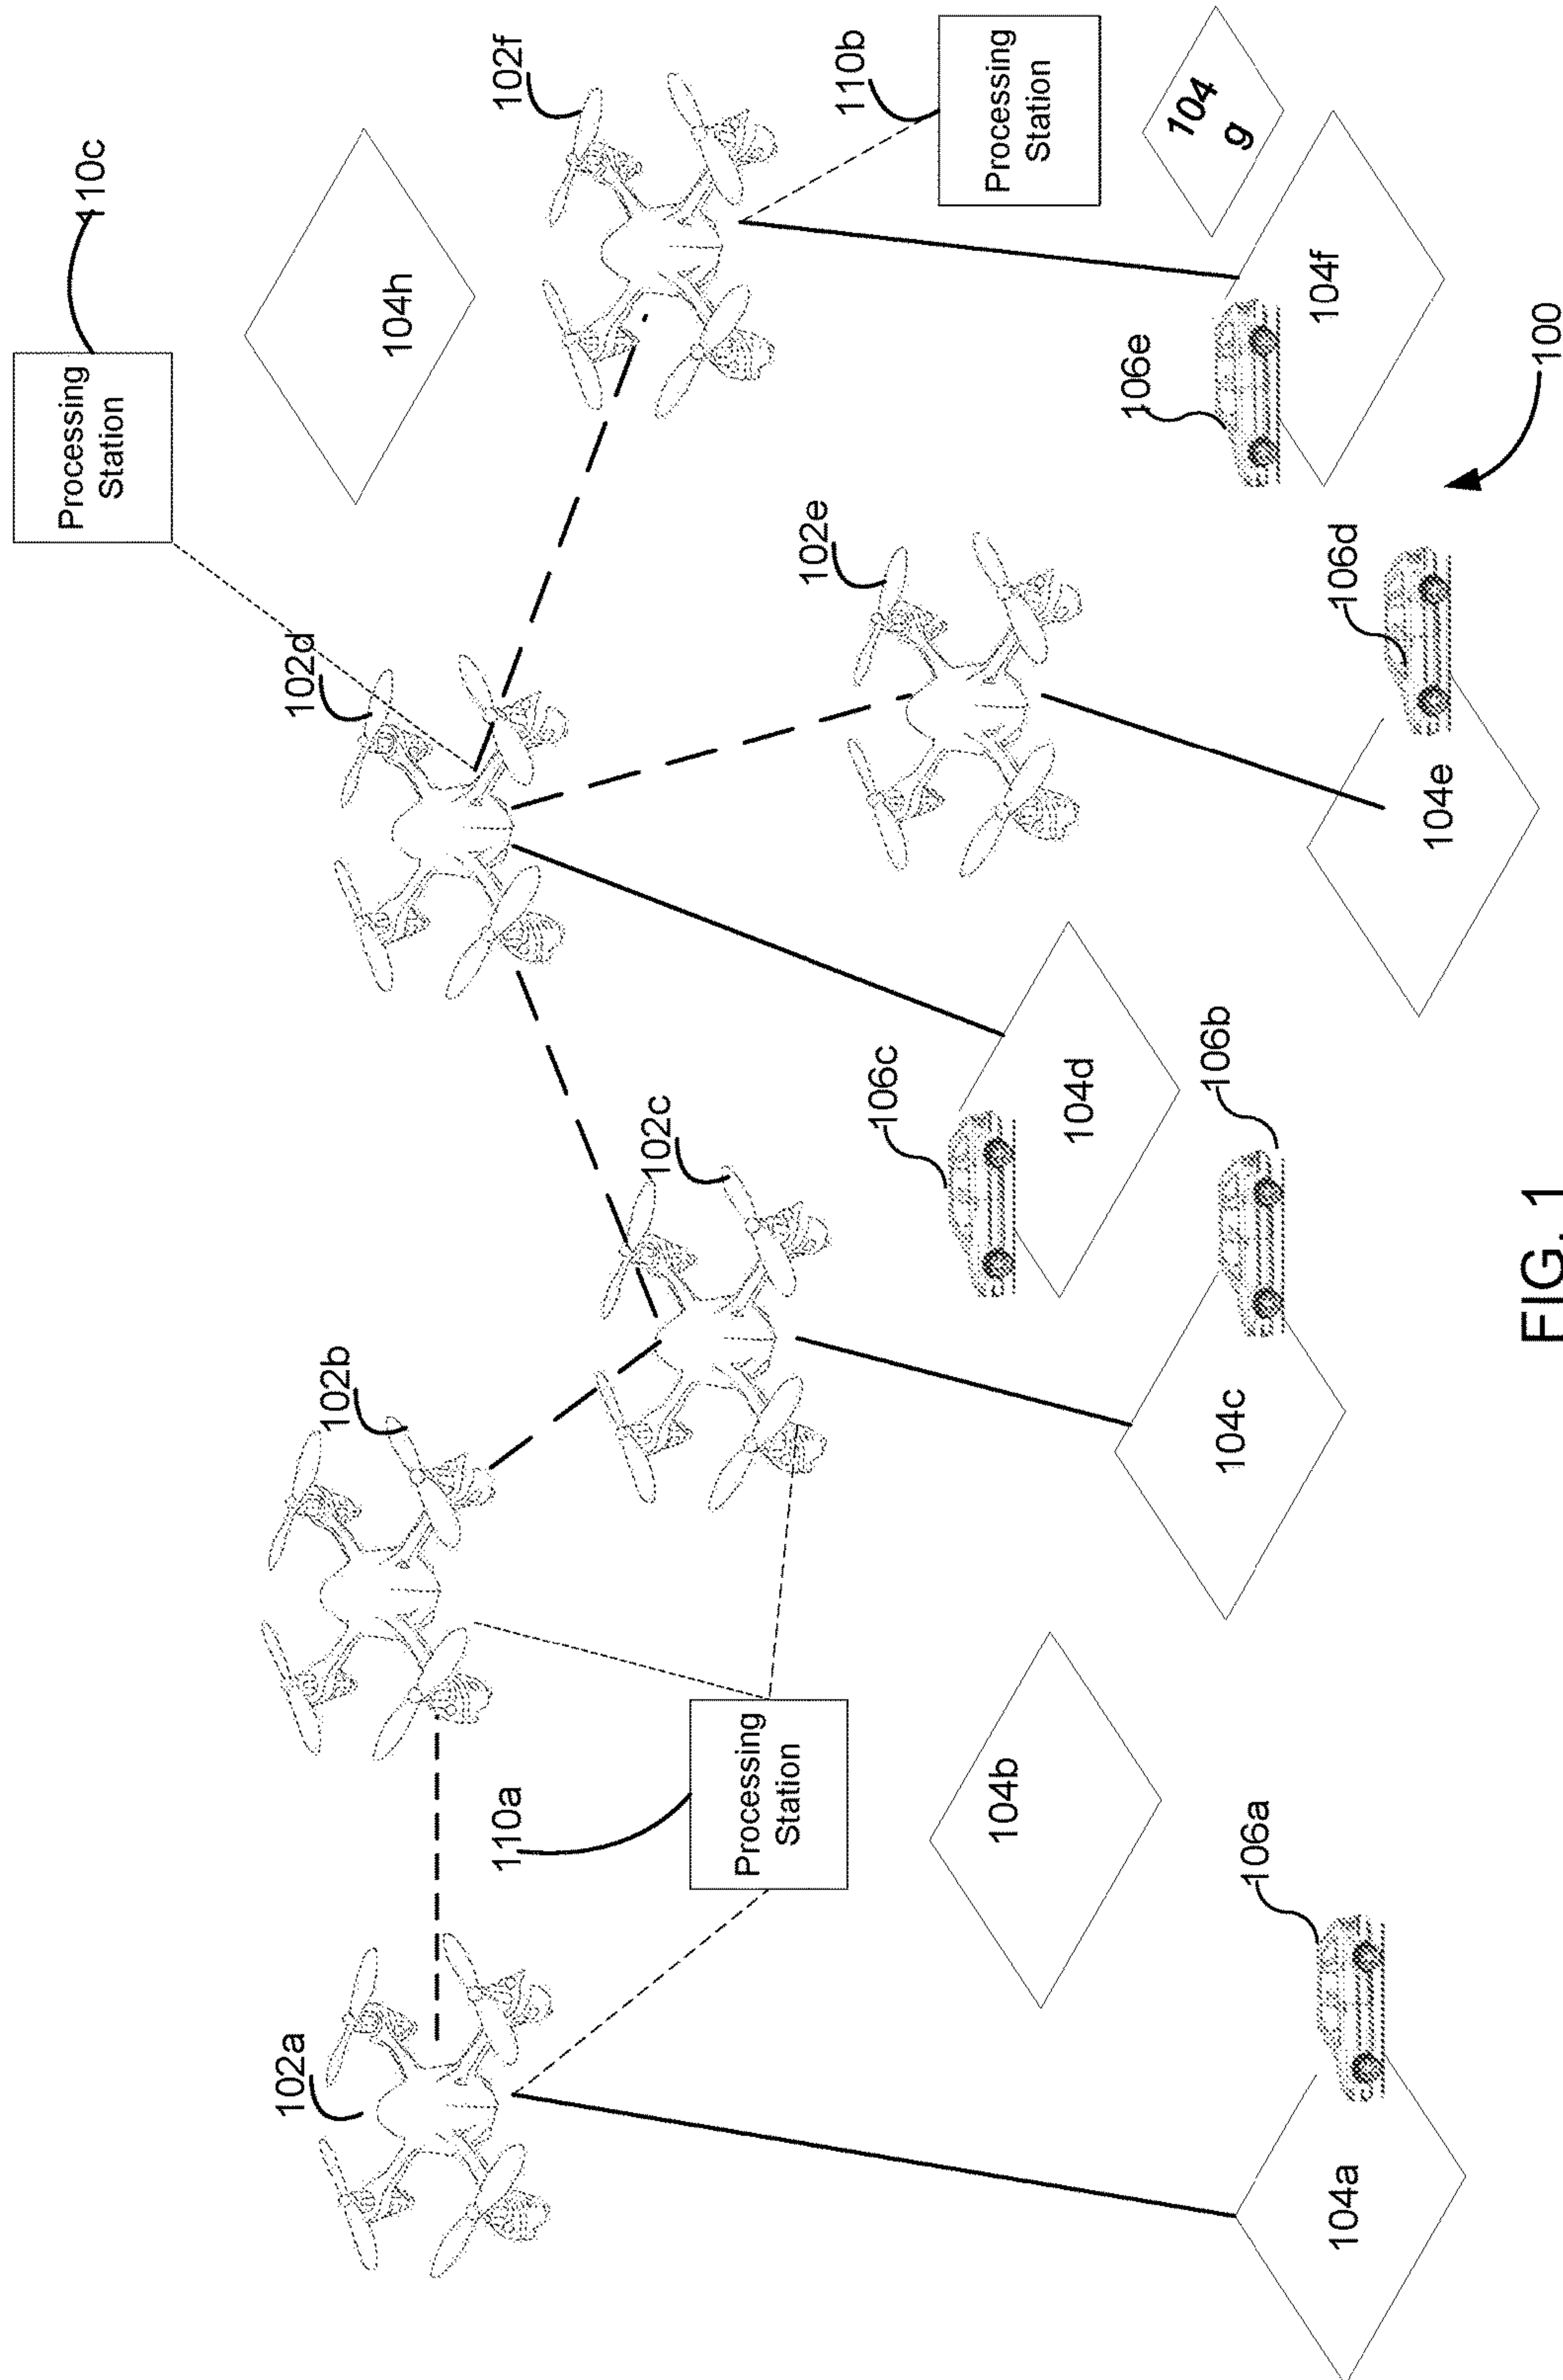 110c
Processing
Station
102f
102d
104h
102b
102a
102e
110b
Processing
Station
102c
110a
Processing
Station
104
g
106e
104f
106c
104d
104b
106b
104c
106d
104e
106a
104a
100
FIG. 1